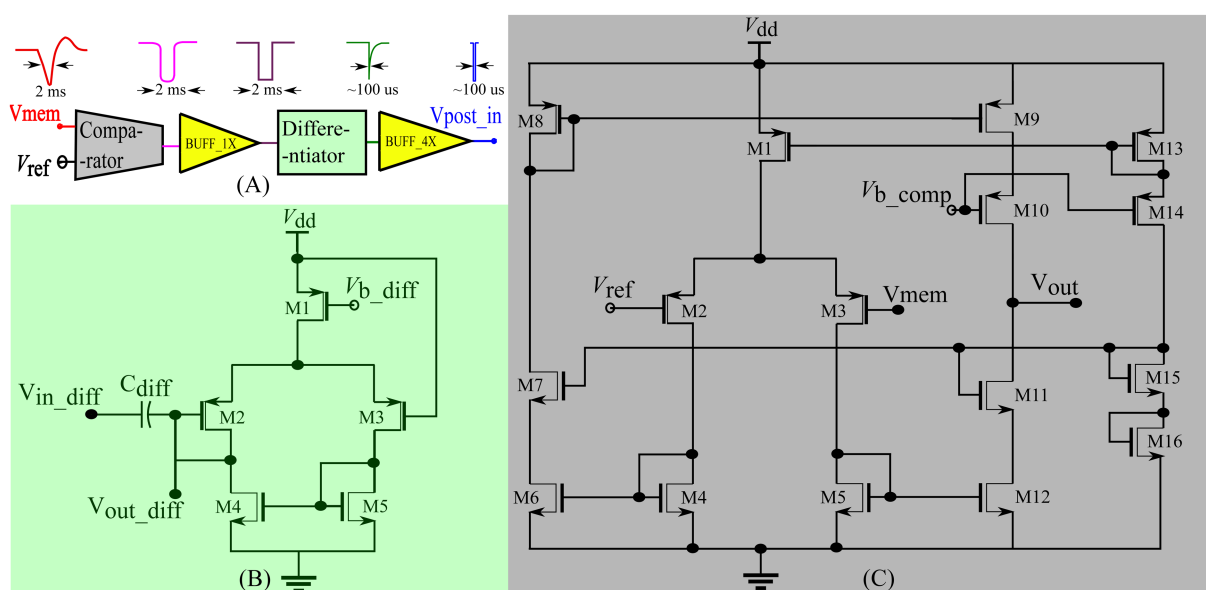 2 ms
2 ms
2 ms
~100 us
~100 us
Vmem
Vref
Compa-
-rator
BUFF_1X
Differe-
-ntiator
BUFF_4X
Vpost_in
(A)
Vdd
M1
Vb_diff
Vin_diff
Cdiff
M2
M3
Vout_diff
M4
M5
(B)
Vdd
M8
M9
M1
M13
Vb_comp
M10
M14
Vref
M2
M3
Vmem
Vout
M7
M11
M15
M16
M6
M4
M5
M12
(C)